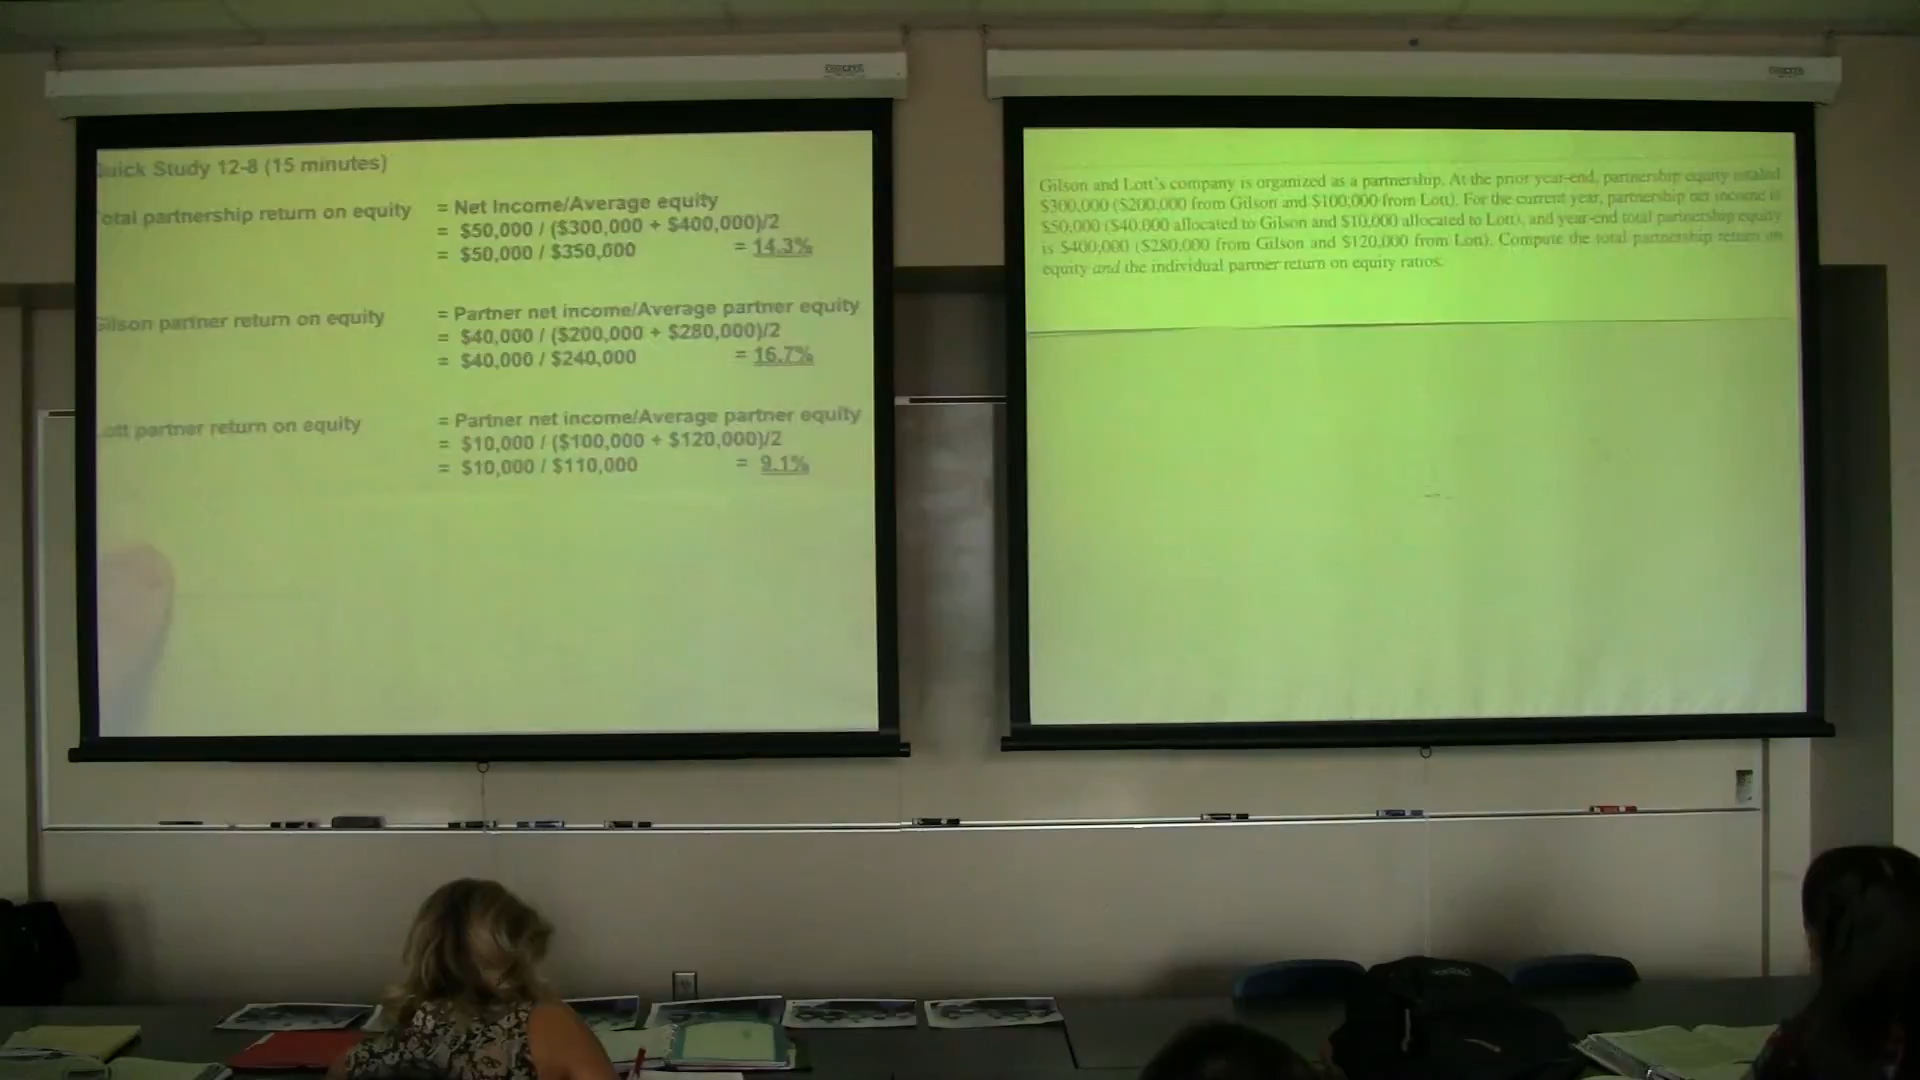 Quick Study 12-8 (15 minutes)
Total partnership return on equity = Net Income/Average equity
= $50,000 / ($300,000 + $400,000)/2
= $50,000 / $350,000 = 14.3%
Gilson partner return on equity = Partner net income/Average partner equity
= $40,000 / ($200,000 + $280,000)/2
= $40,000 / $240,000 = 16.7%
Lott partner return on equity = Partner net income/Average partner equity
= $10,000 / ($100,000 + $120,000)/2
= $10,000 / $110,000 = 9.1%
Gilson and Lott's company is organized as a partnership. At the prior year-end, partnership equity totaled
$300,000 ($200,000 from Gilson and $100,000 from Lott). For the current year, partnership net income is
$50,000 ($40,000 allocated to Gilson and $10,000 allocated to Lott), and year-end total partnership equity
is $400,000 ($280,000 from Gilson and $120,000 from Lott). Compute the total partnership return on
equity and the individual partner return on equity ratios.